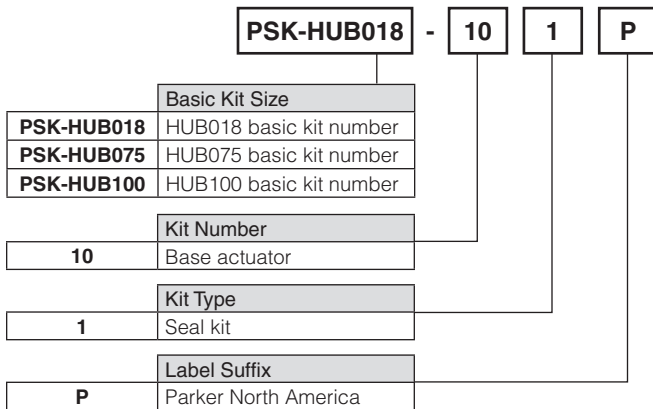 PSK-HUB018 - 10 1 P
Basic Kit Size
PSK-HUB018 HUB018 basic kit number
PSK-HUB075 HUB075 basic kit number
PSK-HUB100 HUB100 basic kit number
Kit Number
10 Base actuator
Kit Type
1 Seal kit
Label Suffix
P Parker North America